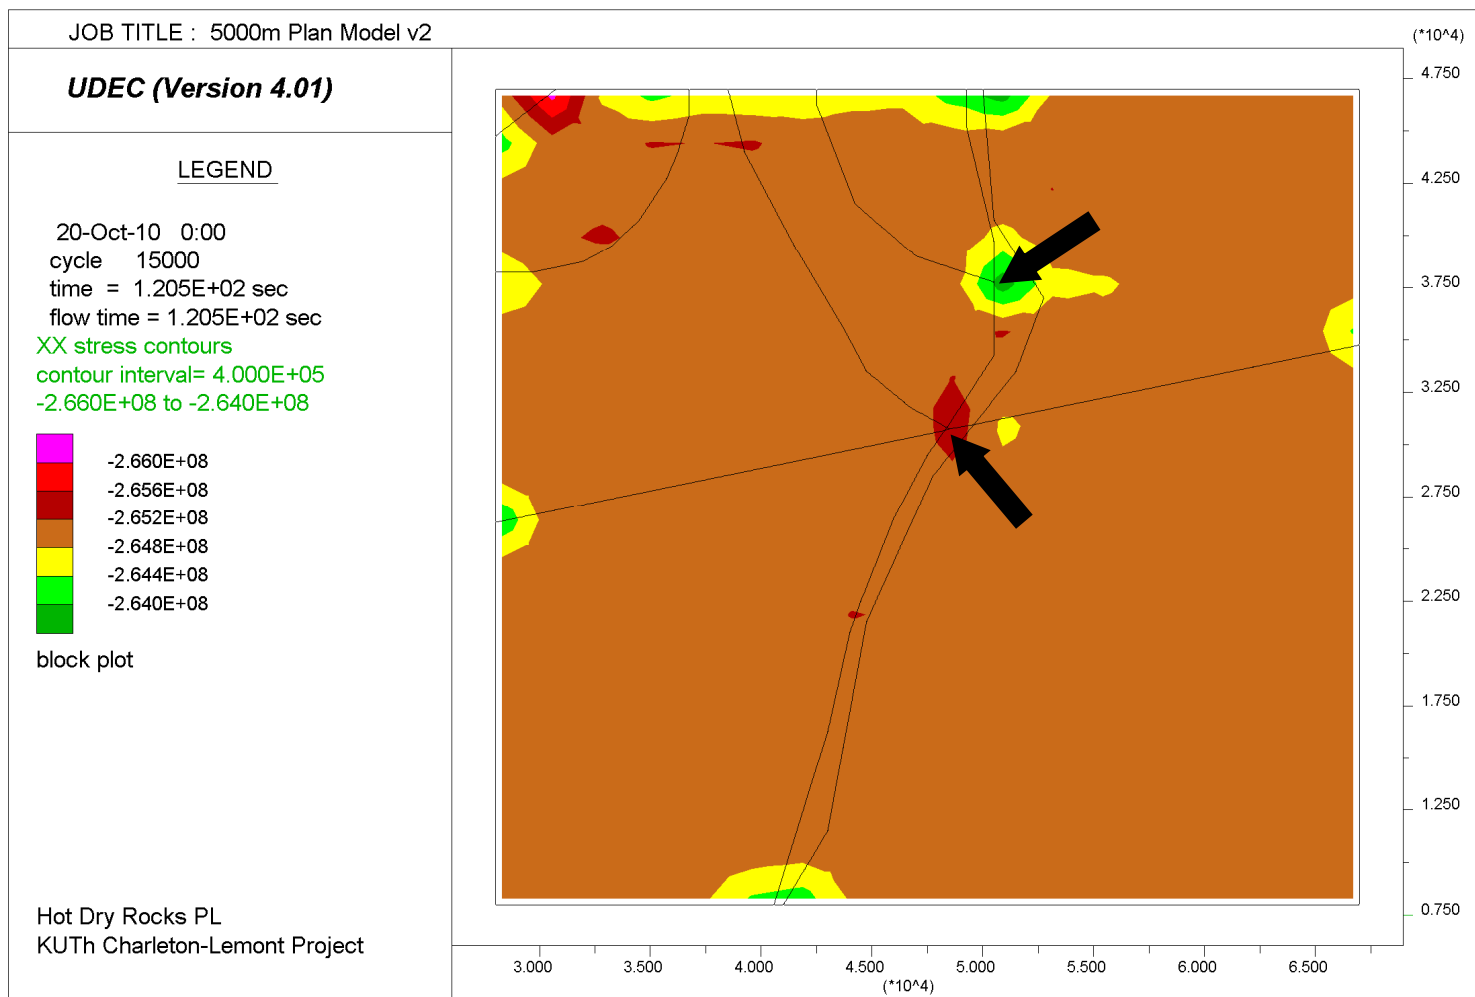 JOB TITLE : 5000m Plan Model v2
(*10^4)
UDEC (Version 4.01)
LEGEND
20-Oct-10 0:00
cycle 15000
time = 1.205E+02 sec
flow time = 1.205E+02 sec
XX stress contours
contour interval= 4.000E+05
-2.660E+08 to -2.640E+08
-2.660E+08
-2.656E+08
-2.652E+08
-2.648E+08
-2.644E+08
-2.640E+08
block plot
Hot Dry Rocks PL
KUTh Charleton-Lemont Project
4.750
4.250
3.750
3.250
2.750
2.250
1.750
1.250
0.750
3.000 3.500 4.000 4.500 5.000 5.500 6.000 6.500
(*10^4)